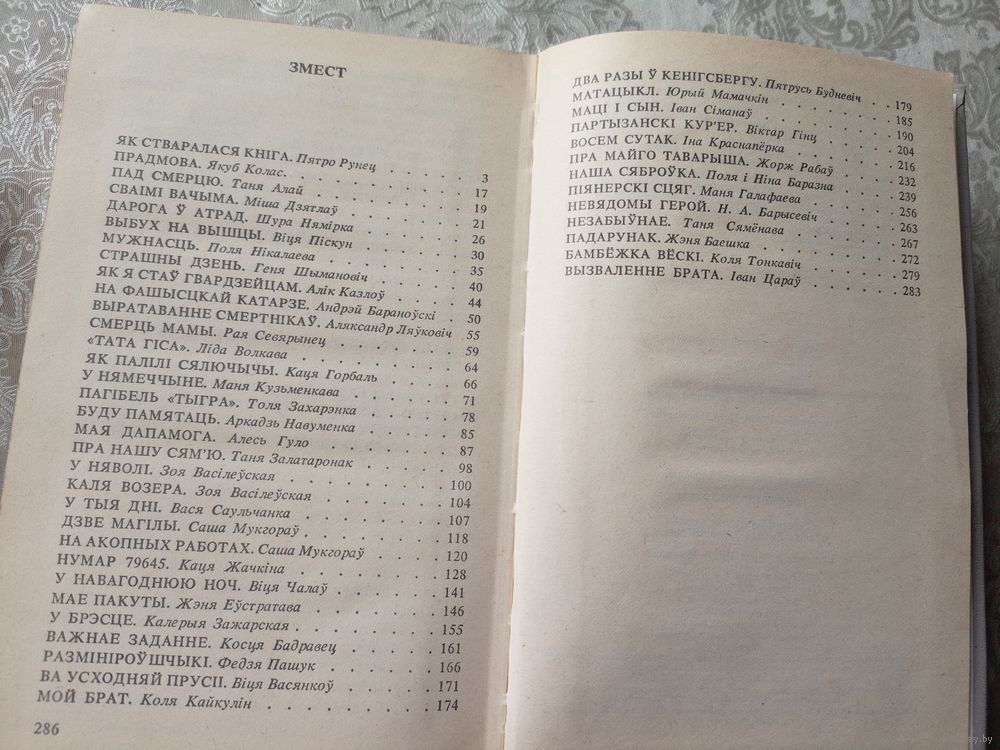 ЗМЕСТ
ЯК СТВАРАЛАСЯ КНІГА. Пятро Рунец . . . . . . 3
ПРАДМОВА. Якуб Колас. . . . . . . . 17
ПАД СМЕРЦЮ. Таня Алай . . . . . . . 19
СВАІМІ ВАЧЫМА. Міша Дзятлаў . . . . . . 21
ДАРОГА Ў АТРАД. Шура Нямірка . . . . . . 26
ВЫБУХ НА ВЫШЦЫ. Віця Піскун . . . . . . 30
МУЖНАСЦЬ. Поля Нікалаева . . . . . . 35
СТРАШНЫ ДЗЕНЬ. Геня Шымановіч . . . . . 40
ЯК Я СТАЎ ГВАРДЗЕЙЦАМ. Алік Казлоў . . . . 44
НА ФАШЫСЦКАЙ КАТАРЗЕ. Андрэй Бараноўскі . 50
ВЫРАТАВАННЕ СМЕРТНІКАЎ. Аляксандр Ляўковіч 55
СМЕРЦЬ МАМЫ. Рая Севярынец . . . . . . 59
«ТАТА ГІСА». Ліда Волкава . . . . . . 64
ЯК ПАЛІЛІ СЯЛЮЧЫЧЫ. Каця Горбаль . . . . 66
У НЯМЕЧЧЫНЕ. Маня Кузьменкава . . . . . 71
ПАГІБЕЛЬ «ТЫГРА». Толя Захарэнка . . . . . 78
БУДУ ПАМЯТАЦЬ. Аркадзь Навуменка . . . . 85
МАЯ ДАПАМОГА. Алесь Гуло . . . . . . 87
ПРА НАШУ СЯМ'Ю. Таня Залатаронак . . . . 98
У НЯВОЛІ. Зоя Васілеўская . . . . . . 100
КАЛЯ ВОЗЕРА. Зоя Васілеўская . . . . . 104
У ТЫЯ ДНІ. Вася Саульчанка . . . . . . 107
ДЗВЕ МАГІЛЫ. Саша Мукгораў . . . . . . 118
НА АКОПНЫХ РАБОТАХ. Саша Мукгораў . . . . 120
НУМАР 79645. Каця Жачкіна . . . . . . 128
У НАВАГОДНЮЮ НОЧ. Віця Чалаў . . . . . 141
МАЕ ПАКУТЫ. Жэня Еўстратава . . . . . . 146
У БРЭСЦЕ. Калерыя Зажарская . . . . . . 155
ВАЖНАЕ ЗАДАННЕ. Косця Бадравец . . . . . 161
РАЗМІНІРОЎШЧЫКІ. Федзя Пашук . . . . . 166
ВА УСХОДНЯЙ ПРУСІІ. Віця Васянкоў . . . . 171
МОЙ БРАТ. Коля Кайкулін . . . . . . 174
286
ДВА РАЗЫ Ў КЕНІГСБЕРГУ. Пятрусь Будневіч . . 179
МАТАЦЫКЛ. Юрый Мамачкін . . . . . . 185
МАЦІ І СЫН. Іван Сіманаў . . . . . . 190
ПАРТЫЗАНСКІ КУР'ЕР. Віктар Гінц . . . . . 204
ВОСЕМ СУТАК. Іна Краснапёрка . . . . . 216
ПРА МАЙГО ТАВАРЫША. Жорж Рабаў . . . . 232
НАША СЯБРОЎКА. Поля і Ніна Баразна . . . . 239
ПІЯНЕРСКІ СЦЯГ. Маня Галафаева . . . . . 256
НЕВЯДОМЫ ГЕРОЙ. Н. А. Барысевіч . . . . . 263
НЕЗАБЫЎНАЕ. Таня Сямёнава . . . . . . 267
ПАДАРУНАК. Жэня Баешка . . . . . . 272
БАМБЁЖКА ВЁСКІ. Коля Тонкавіч . . . . . 279
ВЫЗВАЛЕННЕ БРАТА. Іван Цараў . . . . . 283
ay.by